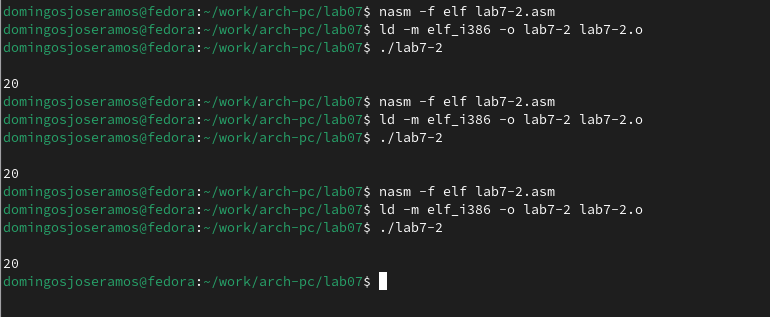 domingosjoseramos@fedora:~/work/arch-pc/lab07$ nasm -f elf lab7-2.asm
domingosjoseramos@fedora:~/work/arch-pc/lab07$ ld -m elf_i386 -o lab7-2 lab7-2.o
domingosjoseramos@fedora:~/work/arch-pc/lab07$ ./lab7-2
20
domingosjoseramos@fedora:~/work/arch-pc/lab07$ nasm -f elf lab7-2.asm
domingosjoseramos@fedora:~/work/arch-pc/lab07$ ld -m elf_i386 -o lab7-2 lab7-2.o
domingosjoseramos@fedora:~/work/arch-pc/lab07$ ./lab7-2
20
domingosjoseramos@fedora:~/work/arch-pc/lab07$ nasm -f elf lab7-2.asm
domingosjoseramos@fedora:~/work/arch-pc/lab07$ ld -m elf_i386 -o lab7-2 lab7-2.o
domingosjoseramos@fedora:~/work/arch-pc/lab07$ ./lab7-2
20
domingosjoseramos@fedora:~/work/arch-pc/lab07$